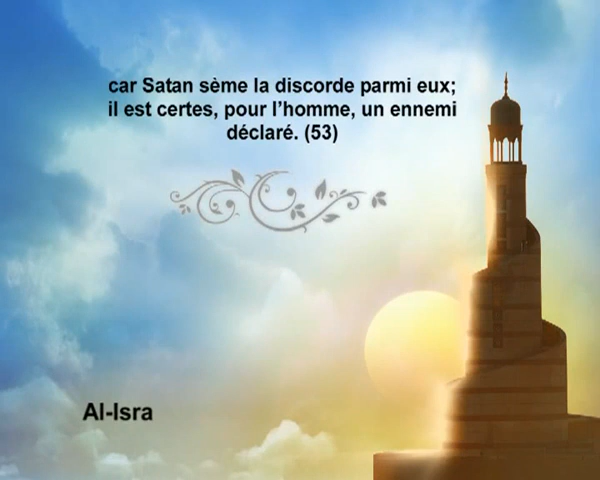 car Satan sème la discorde parmi eux;
il est certes, pour l'homme, un ennemi
déclaré. (53)
Al-Isra